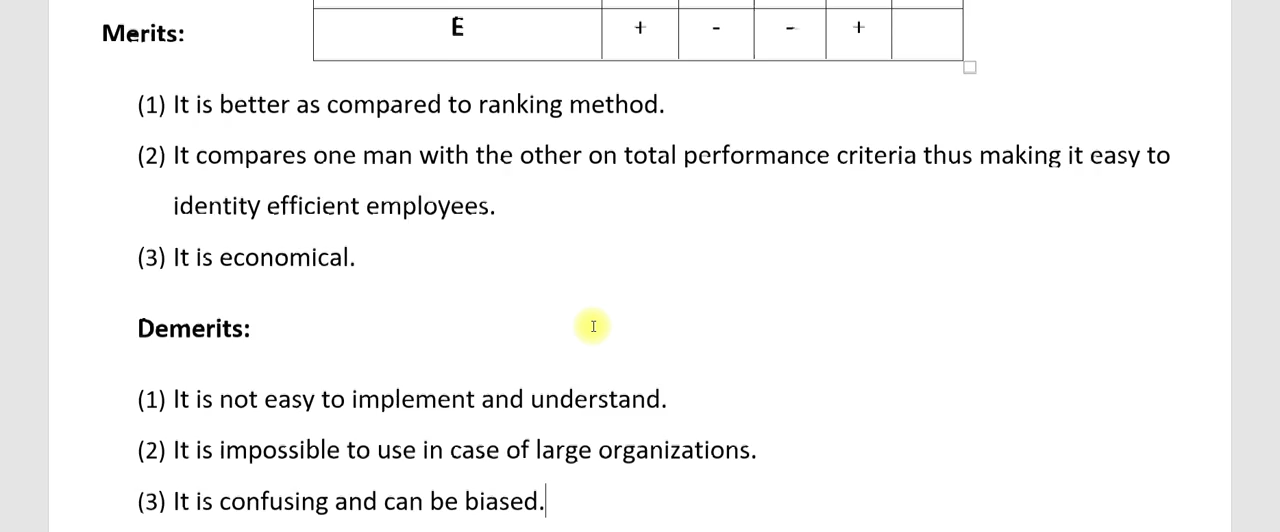 E + - - +
Merits:
(1) It is better as compared to ranking method.
(2) It compares one man with the other on total performance criteria thus making it easy to
identity efficient employees.
(3) It is economical.
Demerits:
(1) It is not easy to implement and understand.
(2) It is impossible to use in case of large organizations.
(3) It is confusing and can be biased.